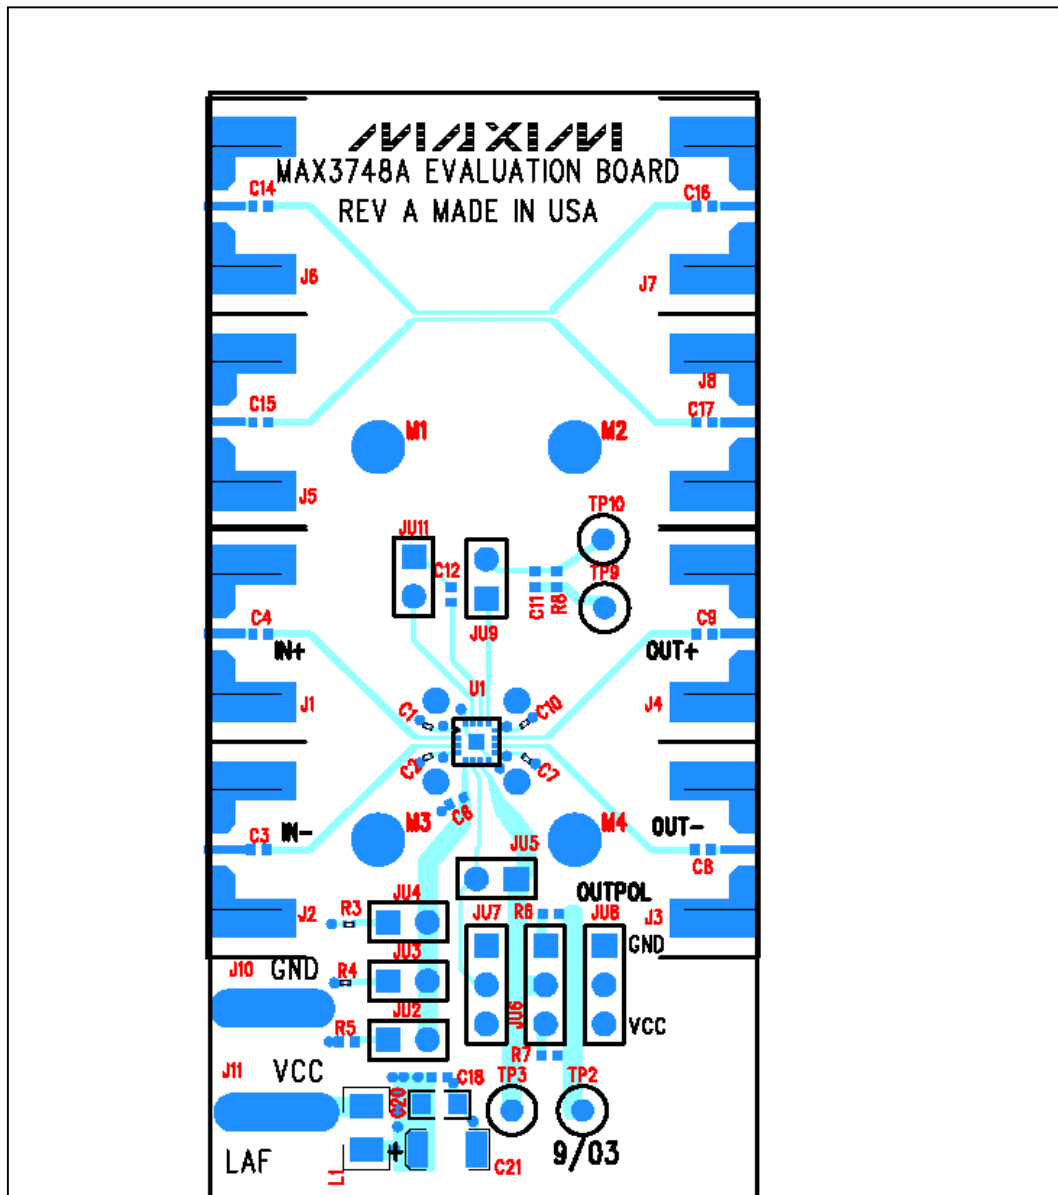 MAXIM
MAX3748A EVALUATION BOARD
REV A MADE IN USA
C14
C16
J6
J7
J8
C15
C17
M1
M2
J5
TP10
JU11
C12
TP9
C11
R8
JU9
C4
C9
IN+
OUT+
U1
J1
J4
C1
C10
C2
C7
C6
M3
M4
IN-
OUT-
C3
C8
JU5
OUTPOL
J2
R3
JU4
JU7
R6
JU8
J3
GND
J10
GND
R4
JU3
JU6
VCC
R5
JU2
R7
J11
VCC
C20
C18
TP3
TP2
LAF
L1
+
C21
9/03